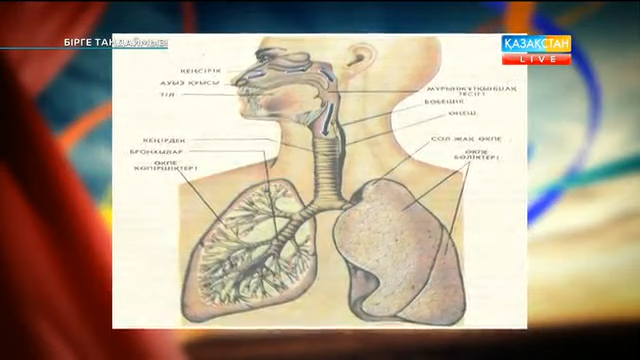 БІРГЕ ТАҢДАЙМЫЗ!
ҚАЗАҚСТАН
LIVE
КЕҢСІРІК
АУЫЗ ҚУЫСЫ
ТІЛ
КЕҢІРДЕК
БРОНХЫЛАР
ӨКПЕ
КӨПІРШІКТЕРІ
ТЕСІГІ
БӨБЕШІК
ӨҢЕШ
СОЛ ЖАҚ ӨКПЕ
ӨКПЕ
БӨЛІКТЕРІ